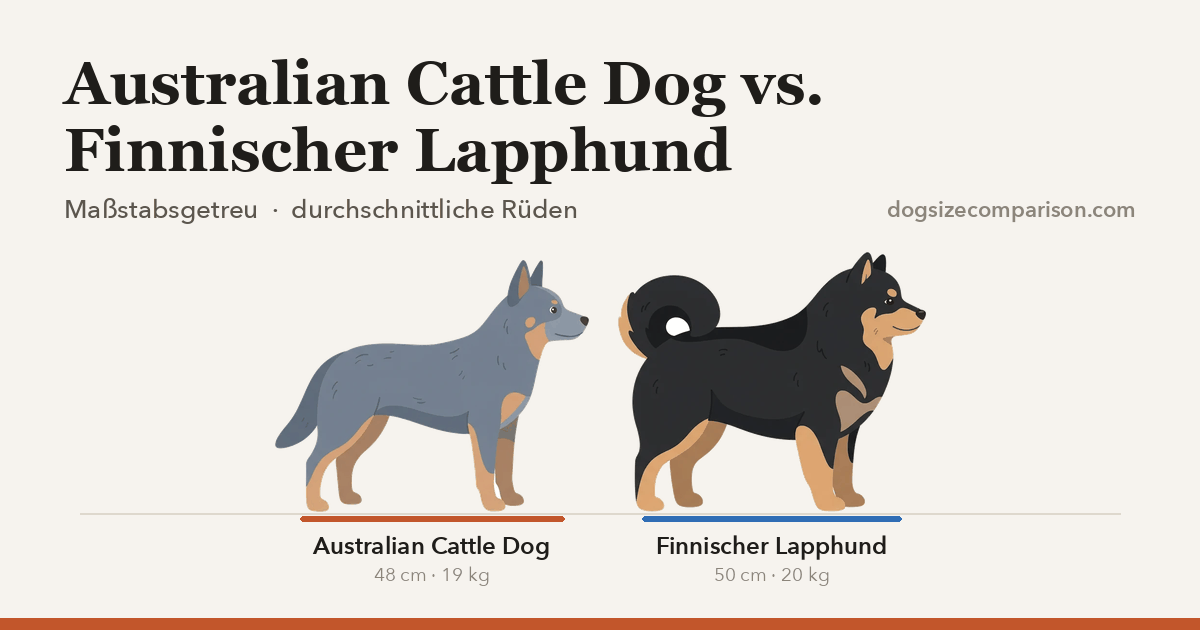 Australian Cattle Dog vs.
Finnischer Lapphund
Maßstabsgetreu · durchschnittliche Rüden
dogsizecomparison.com
Australian Cattle Dog
48 cm · 19 kg
Finnischer Lapphund
50 cm · 20 kg